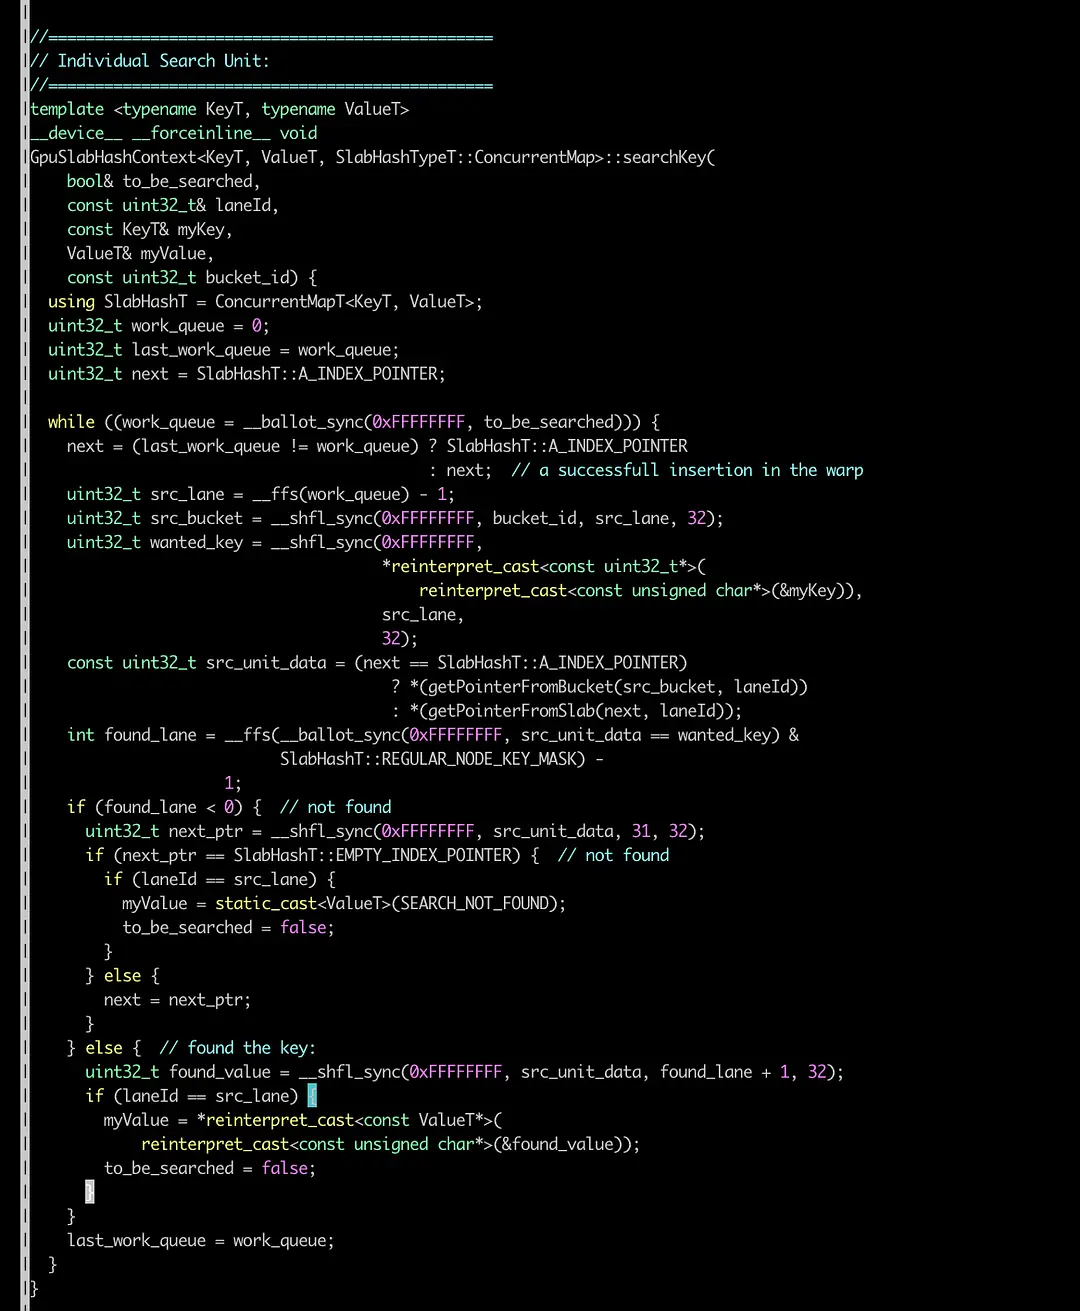 //================================================
// Individual Search Unit:
//================================================
template <typename KeyT, typename ValueT>
__device__ __forceinline__ void
GpuSlabHashContext<KeyT, ValueT, SlabHashTypeT::ConcurrentMap>::searchKey(
    bool& to_be_searched,
    const uint32_t& laneId,
    const KeyT& myKey,
    ValueT& myValue,
    const uint32_t bucket_id) {
  using SlabHashT = ConcurrentMapT<KeyT, ValueT>;
  uint32_t work_queue = 0;
  uint32_t last_work_queue = work_queue;
  uint32_t next = SlabHashT::A_INDEX_POINTER;

  while ((work_queue = __ballot_sync(0xFFFFFFFF, to_be_searched))) {
    next = (last_work_queue != work_queue) ? SlabHashT::A_INDEX_POINTER
                                           : next;  // a successfull insertion in the warp
    uint32_t src_lane = __ffs(work_queue) - 1;
    uint32_t src_bucket = __shfl_sync(0xFFFFFFFF, bucket_id, src_lane, 32);
    uint32_t wanted_key = __shfl_sync(0xFFFFFFFF,
                                      *reinterpret_cast<const uint32_t*>(
                                          reinterpret_cast<const unsigned char*>(&myKey)),
                                      src_lane,
                                      32);
    const uint32_t src_unit_data = (next == SlabHashT::A_INDEX_POINTER)
                                       ? *(getPointerFromBucket(src_bucket, laneId))
                                       : *(getPointerFromSlab(next, laneId));
    int found_lane = __ffs(__ballot_sync(0xFFFFFFFF, src_unit_data == wanted_key) &
                           SlabHashT::REGULAR_NODE_KEY_MASK) -
                     1;
    if (found_lane < 0) {  // not found
      uint32_t next_ptr = __shfl_sync(0xFFFFFFFF, src_unit_data, 31, 32);
      if (next_ptr == SlabHashT::EMPTY_INDEX_POINTER) {  // not found
        if (laneId == src_lane) {
          myValue = static_cast<ValueT>(SEARCH_NOT_FOUND);
          to_be_searched = false;
        }
      } else {
        next = next_ptr;
      }
    } else {  // found the key:
      uint32_t found_value = __shfl_sync(0xFFFFFFFF, src_unit_data, found_lane + 1, 32);
      if (laneId == src_lane) {
        myValue = *reinterpret_cast<const ValueT*>(
            reinterpret_cast<const unsigned char*>(&found_value));
        to_be_searched = false;
      }
    }
    last_work_queue = work_queue;
  }
}